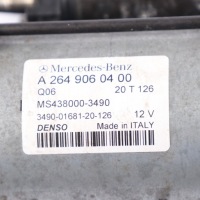 Mercedes-Benz
A 264 906 04 00
Q06 20 T 126
MS438000-3490
3490-01681-20-126 12 V
DENSO Made in ITALY